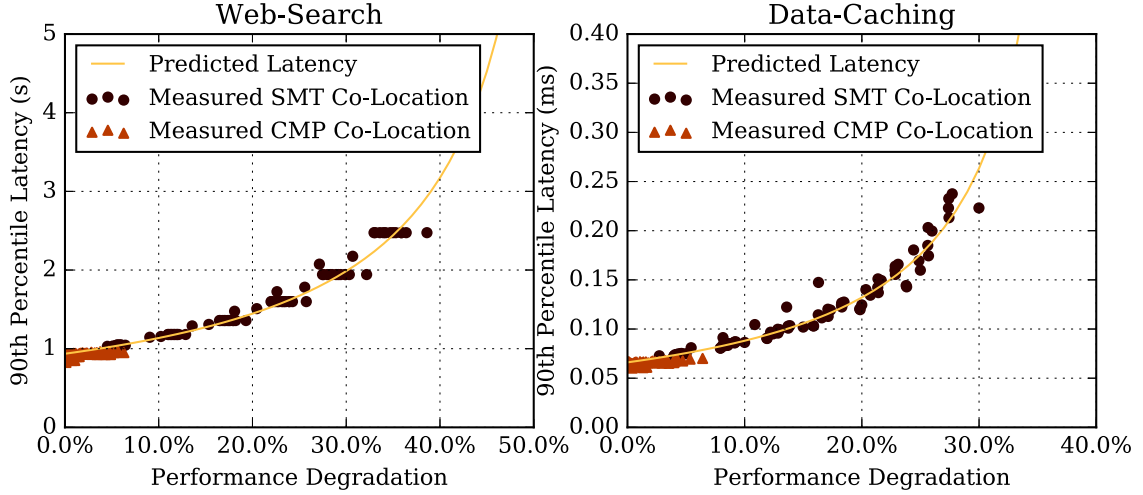 Web-Search
5
4
3
2
1
0
90th Percentile Latency (s)
Predicted Latency
Measured SMT Co-Location
Measured CMP Co-Location
0.0% 10.0% 20.0% 30.0% 40.0% 50.0%
Performance Degradation
Data-Caching
0.40
0.35
0.30
0.25
0.20
0.15
0.10
0.05
0.00
90th Percentile Latency (ms)
Predicted Latency
Measured SMT Co-Location
Measured CMP Co-Location
0.0% 10.0% 20.0% 30.0% 40.0%
Performance Degradation